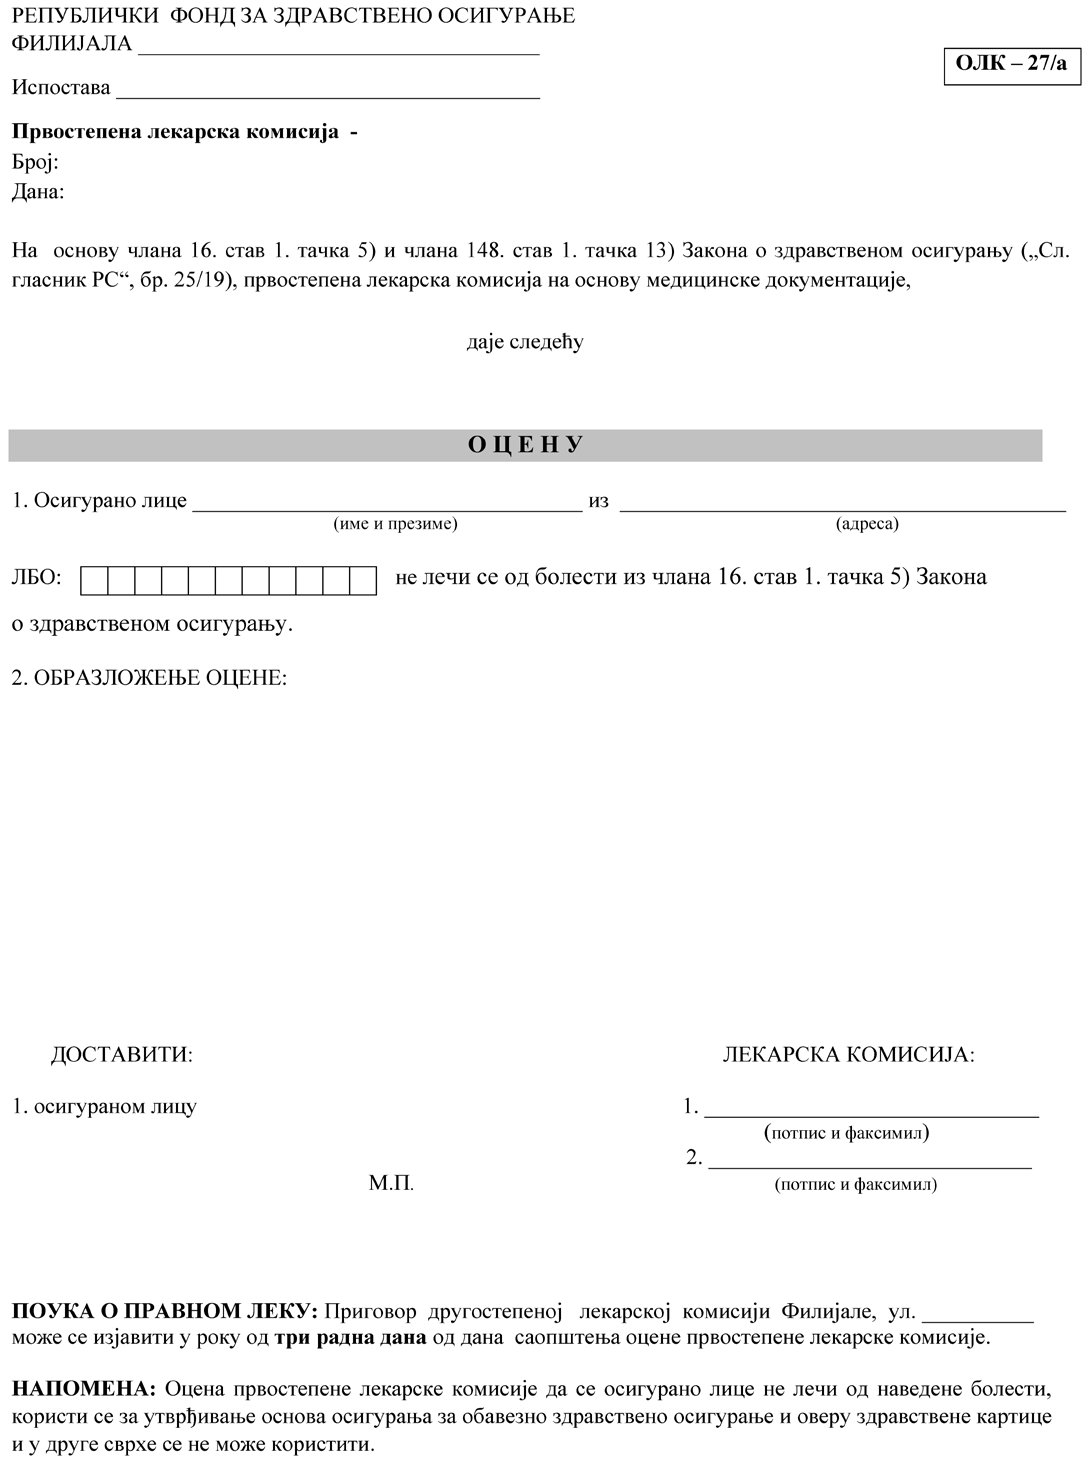 РЕПУБЛИЧКИ ФОНД ЗА ЗДРАВСТВЕНО ОСИГУРАЊЕ
ФИЛИЈАЛА
ОЛК – 27/а
Испостава
Првостепена лекарска комисија -
Број:
Дана:
На основу члана 16. став 1. тачка 5) и члана 148. став 1. тачка 13) Закона о здравственом осигурању („Сл.
гласник РС“, бр. 25/19), првостепена лекарска комисија на основу медицинске документације,
даје следећу
О Ц Е Н У
1. Осигурано лице ____ из ____
(име и презиме) (адреса)
ЛБО: не лечи се од болести из члана 16. став 1. тачка 5) Закона
о здравственом осигурању.
2. ОБРАЗЛОЖЕЊЕ ОЦЕНЕ:
ДОСТАВИТИ: ЛЕКАРСКА КОМИСИЈА:
1. осигураном лицу 1.
(потпис и факсимил)
2.
М.П. (потпис и факсимил)
ПОУКА О ПРАВНОМ ЛЕКУ: Приговор другостепеној лекарској комисији Филијале, ул.
може се изјавити у року од три радна дана од дана саопштења оцене првостепене лекарске комисије.
НАПОМЕНА: Оцена првостепене лекарске комисије да се осигурано лице не лечи од наведене болести,
користи се за утврђивање основа осигурања за обавезно здравствено осигурање и оверу здравствене картице
и у друге сврхе се не може користити.